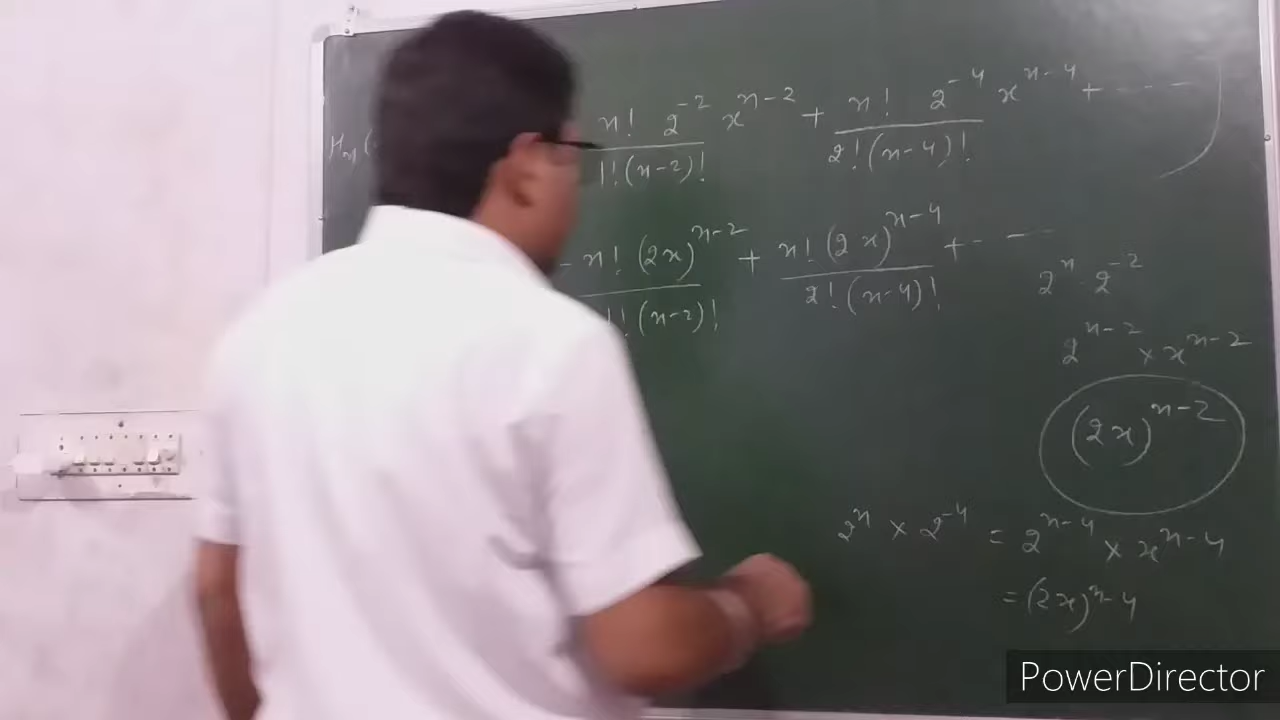 Hₙ( n! 2⁻² xⁿ⁻² / 1!(n-2)! + n! 2⁻⁴ xⁿ⁻⁴ / 2!(n-4)! + ---- )
- n! (2x)ⁿ⁻² / 1!(n-2)! + n! (2x)ⁿ⁻⁴ / 2!(n-4)! + ----
2ⁿ · 2⁻²
2ⁿ⁻² × xⁿ⁻²
(2x)ⁿ⁻²
2ⁿ × 2⁻⁴ = 2ⁿ⁻⁴ × xⁿ⁻⁴
= (2x)ⁿ⁻⁴
PowerDirector